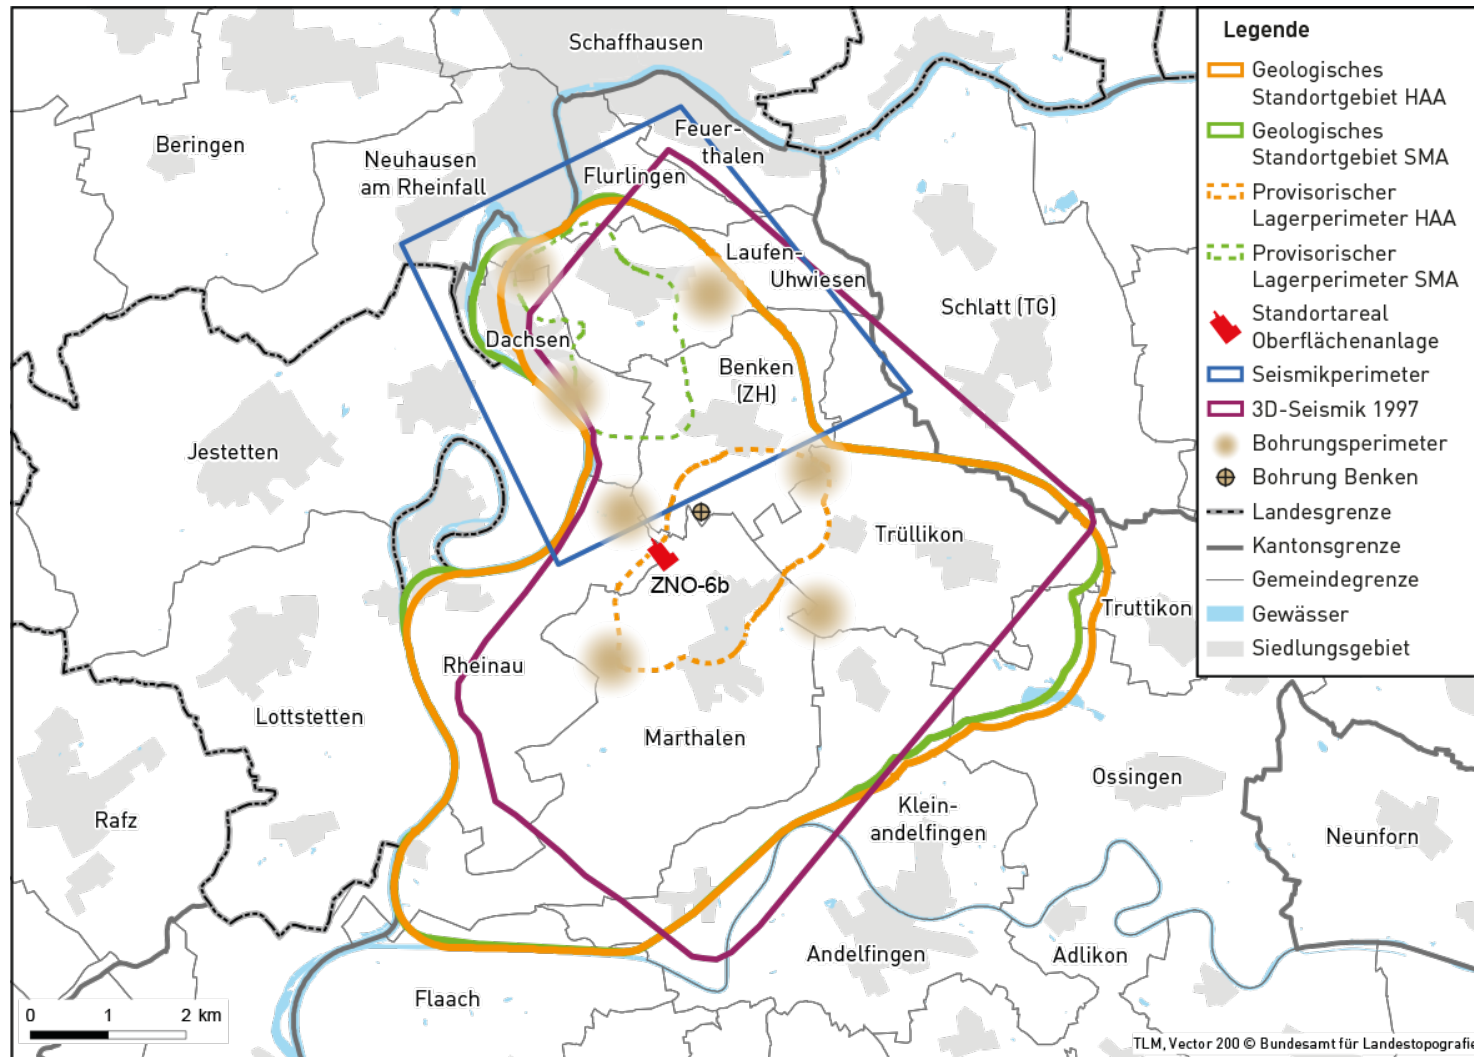 Schaffhausen
Beringen
Neuhausen
am Rheinfall
Feuer-
thalen
Flurlingen
Laufen-
Uhwiesen
Schlatt (TG)
Dachsen
Benken
(ZH)
Jestetten
Trüllikon
ZNO-6b
Truttikon
Rheinau
Lottstetten
Marthalen
Ossingen
Rafz
Klein-
andelfingen
Neunforn
Andelfingen
Adlikon
Flaach
0 1 2 km
Legende
Geologisches
Standortgebiet HAA
Geologisches
Standortgebiet SMA
Provisorischer
Lagerperimeter HAA
Provisorischer
Lagerperimeter SMA
Standortareal
Oberflächenanlage
Seismikperimeter
3D-Seismik 1997
Bohrungsperimeter
Bohrung Benken
Landesgrenze
Kantonsgrenze
Gemeindegrenze
Gewässer
Siedlungsgebiet
TLM, Vector 200 © Bundesamt für Landestopografie